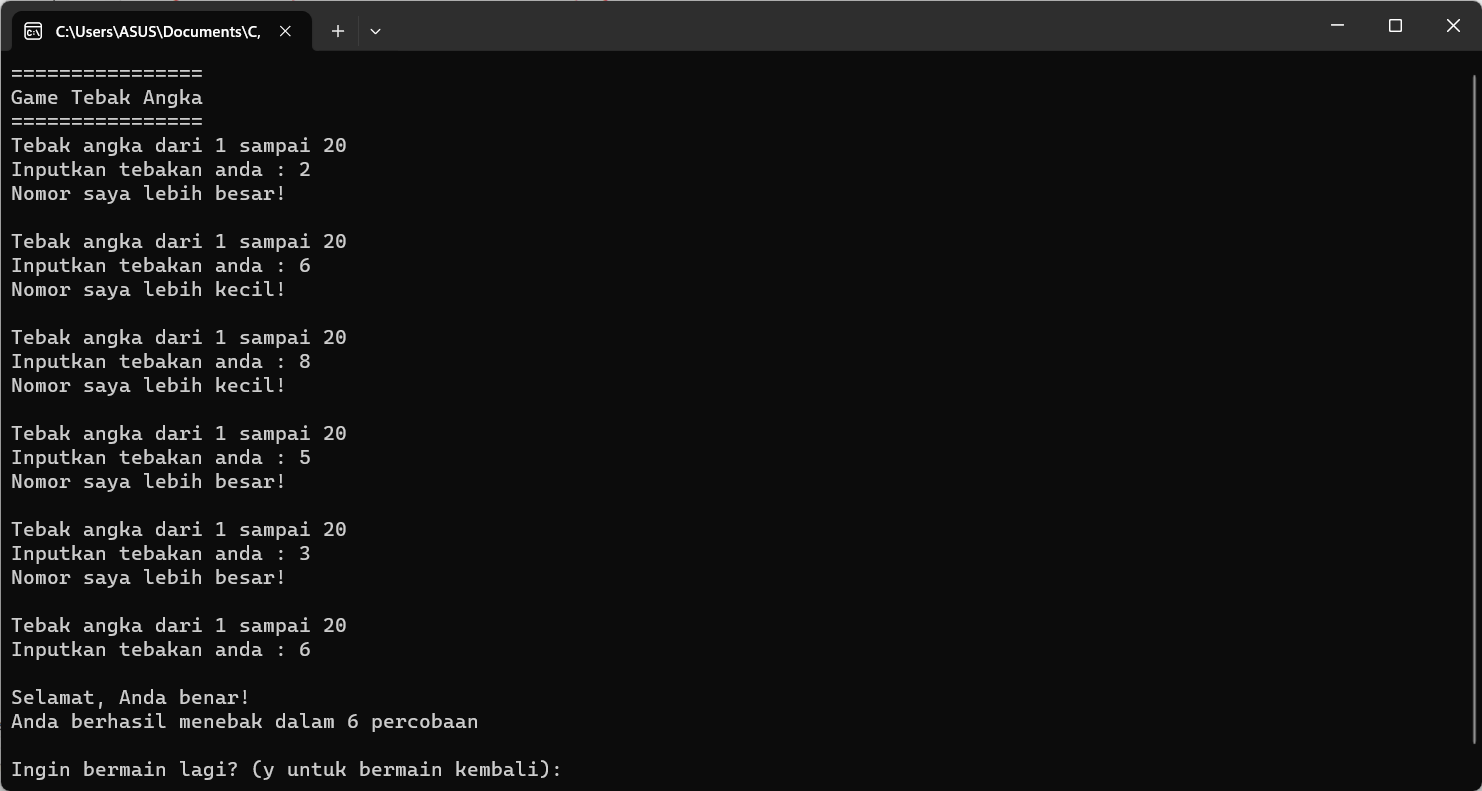 C:\Users\ASUS\Documents\C,
================
Game Tebak Angka
================
Tebak angka dari 1 sampai 20
Inputkan tebakan anda : 2
Nomor saya lebih besar!
Tebak angka dari 1 sampai 20
Inputkan tebakan anda : 6
Nomor saya lebih kecil!
Tebak angka dari 1 sampai 20
Inputkan tebakan anda : 8
Nomor saya lebih kecil!
Tebak angka dari 1 sampai 20
Inputkan tebakan anda : 5
Nomor saya lebih besar!
Tebak angka dari 1 sampai 20
Inputkan tebakan anda : 3
Nomor saya lebih besar!
Tebak angka dari 1 sampai 20
Inputkan tebakan anda : 6
Selamat, Anda benar!
Anda berhasil menebak dalam 6 percobaan
Ingin bermain lagi? (y untuk bermain kembali):